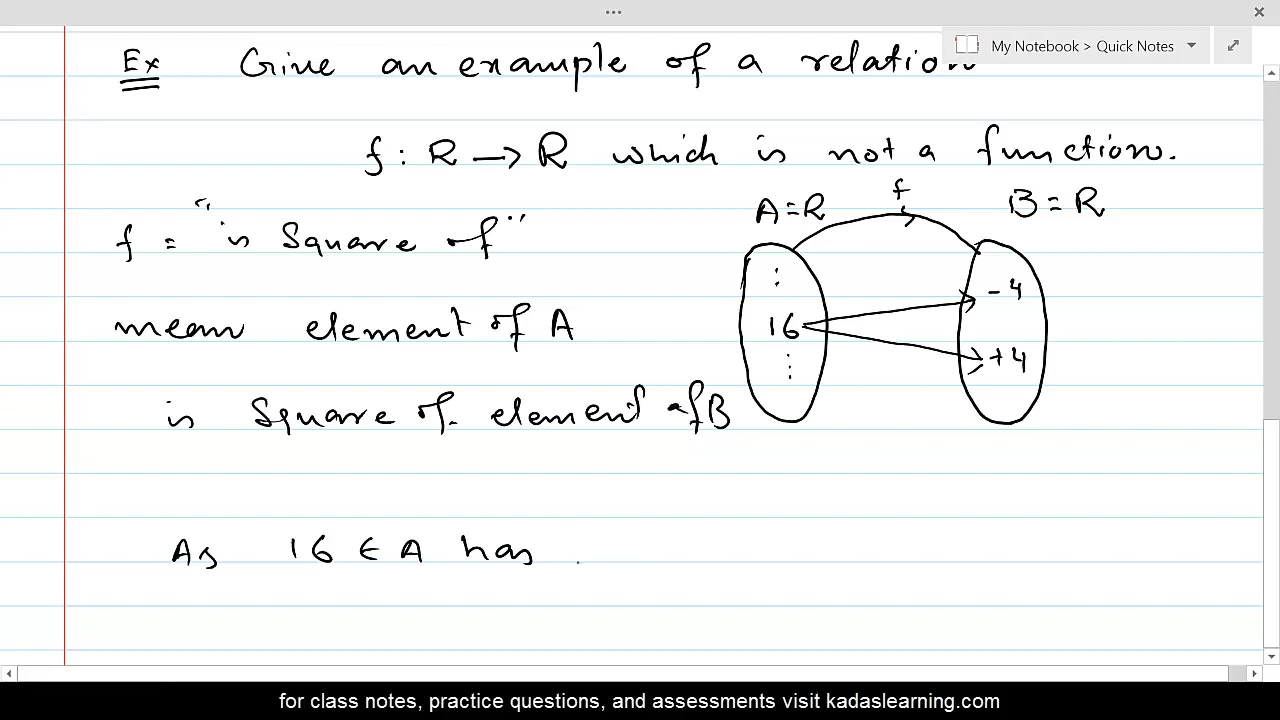 My Notebook > Quick Notes
Ex Give an example of a relation
f : R → R which is not a function.
A = R f B = R
f = "is Square of"
- 4
mean element of A
16
+ 4
is Square of element of B
As 16 ∈ A has
for class notes, practice questions, and assessments visit kadaslearning.com